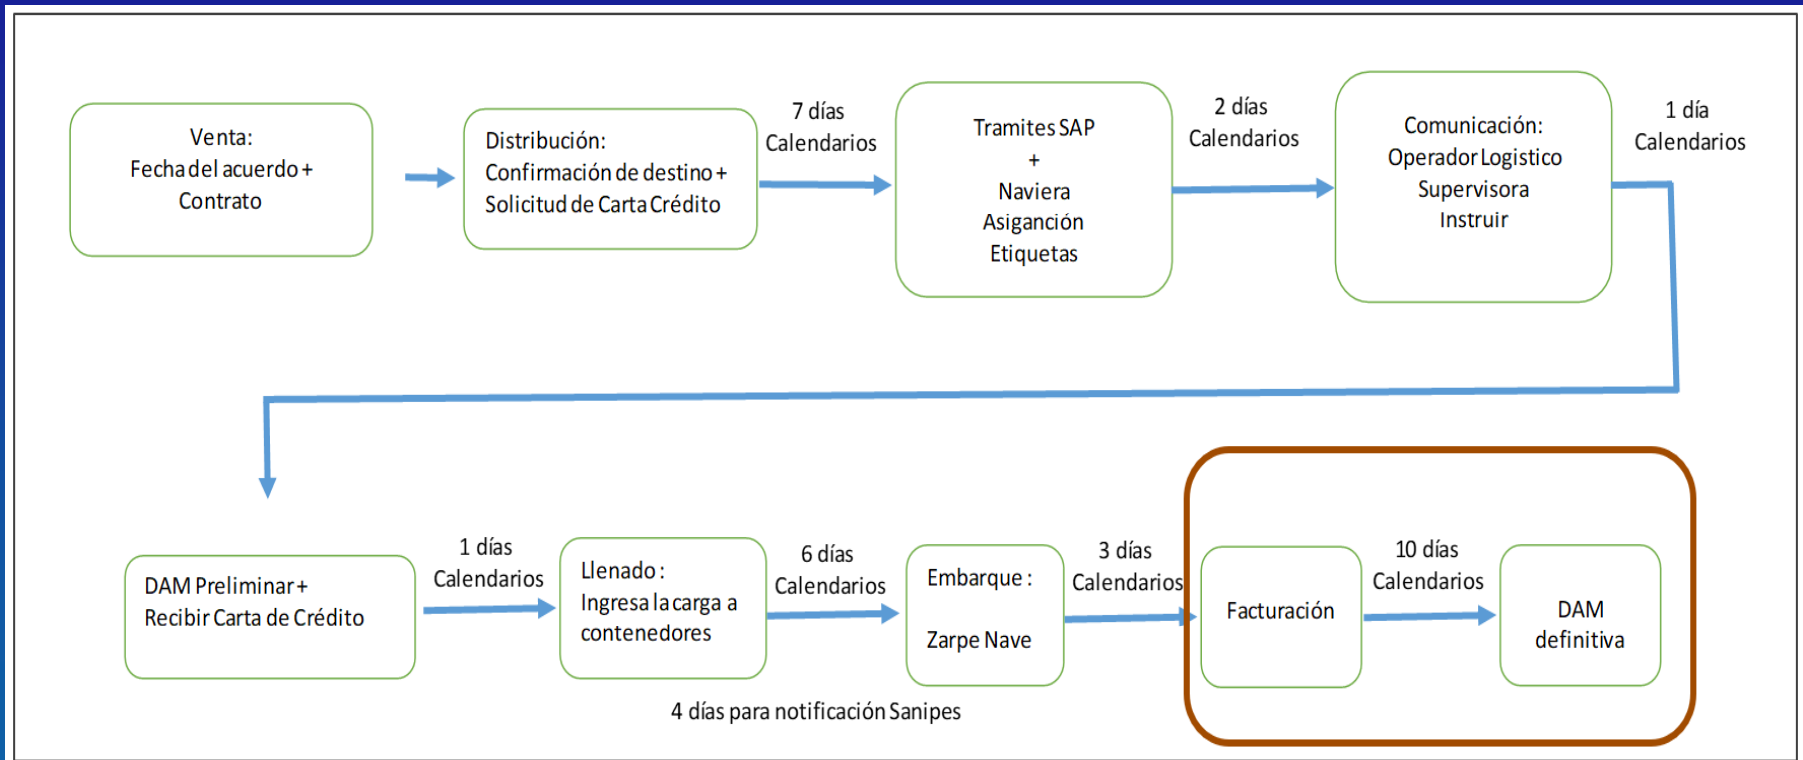 Venta:
Fecha del acuerdo +
Contrato
Distribución:
Confirmación de destino +
Solicitud de Carta Crédito
7 días
Calendarios
Tramites SAP
+
Naviera
Asiganción
Etiquetas
2 días
Calendarios
Comunicación:
Operador Logistico
Supervisora
Instruir
1 día
Calendarios
DAM Preliminar +
Recibir Carta de Crédito
1 días
Calendarios
Llenado :
Ingresa la carga a
contenedores
6 días
Calendarios
Embarque :
Zarpe Nave
3 días
Calendarios
Facturación
10 días
Calendarios
DAM
definitiva
4 días para notificación Sanipes